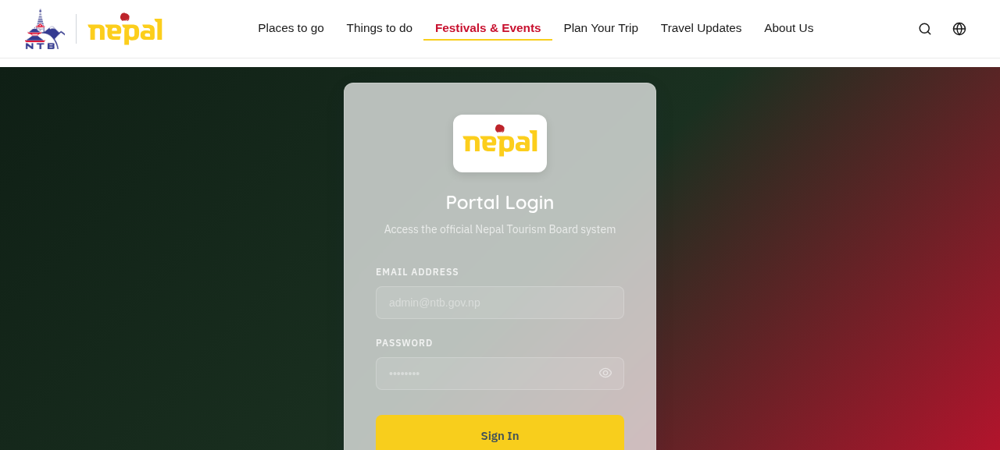 NTB
nepal
Places to go
Things to do
Festivals & Events
Plan Your Trip
Travel Updates
About Us
nepal
Portal Login
Access the official Nepal Tourism Board system
EMAIL ADDRESS
admin@ntb.gov.np
PASSWORD
••••••••
Sign In